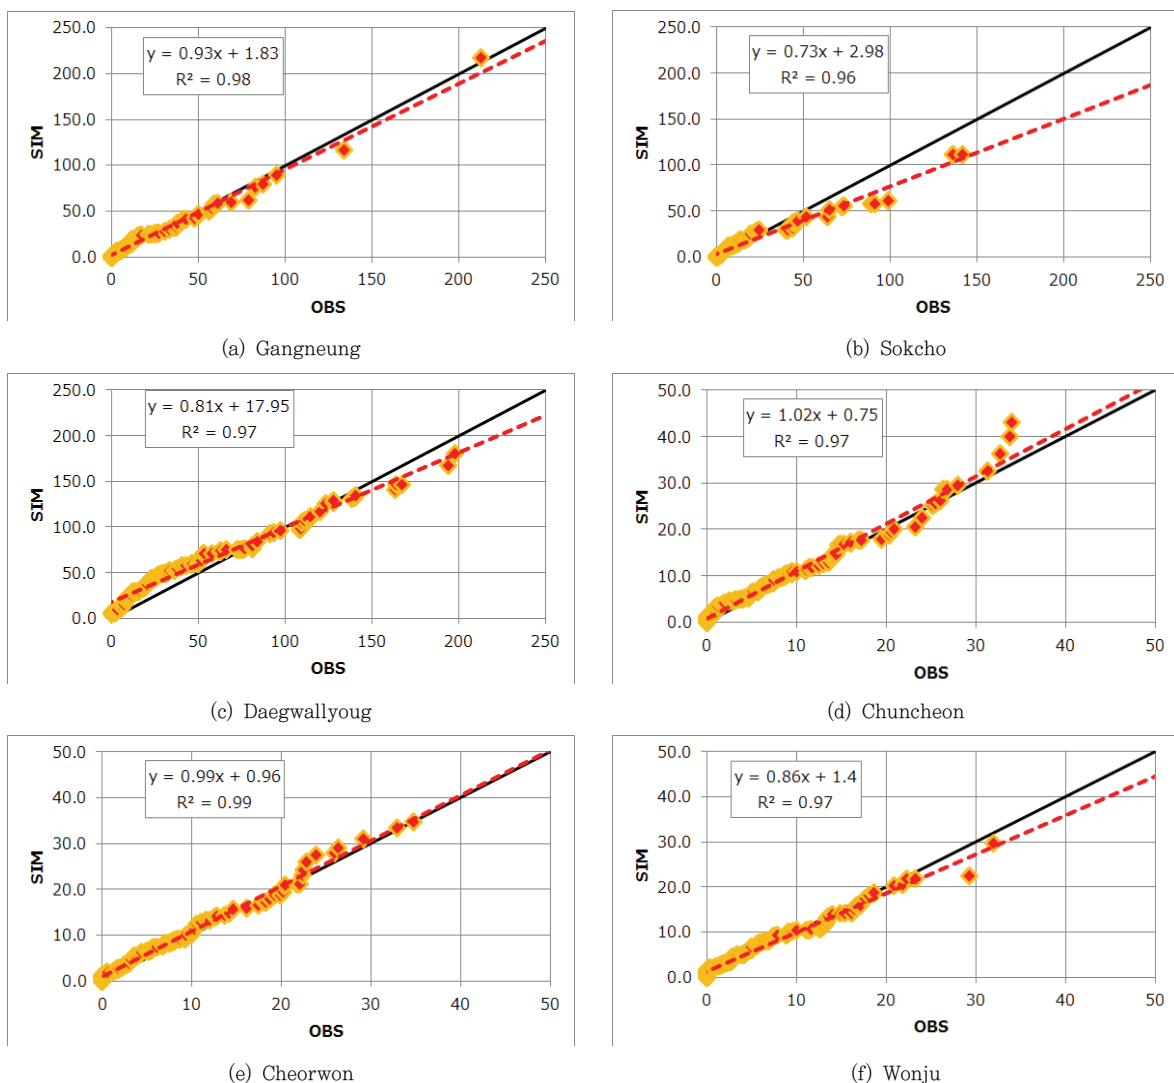 250.0
200.0
150.0
100.0
50.0
0.0
SIM
y = 0.93x + 1.83
R² = 0.98
0 50 100 150 200 250
OBS
(a) Gangneung
250.0
200.0
150.0
100.0
50.0
0.0
SIM
y = 0.73x + 2.98
R² = 0.96
0 50 100 150 200 250
OBS
(b) Sokcho
250.0
200.0
150.0
100.0
50.0
0.0
SIM
y = 0.81x + 17.95
R² = 0.97
0 50 100 150 200 250
OBS
(c) Daegwallyoug
50.0
40.0
30.0
20.0
10.0
0.0
SIM
y = 1.02x + 0.75
R² = 0.97
0 10 20 30 40 50
OBS
(d) Chuncheon
50.0
40.0
30.0
20.0
10.0
0.0
SIM
y = 0.99x + 0.96
R² = 0.99
0 10 20 30 40 50
OBS
(e) Cheorwon
50.0
40.0
30.0
20.0
10.0
0.0
SIM
y = 0.86x + 1.4
R² = 0.97
0 10 20 30 40 50
OBS
(f) Wonju